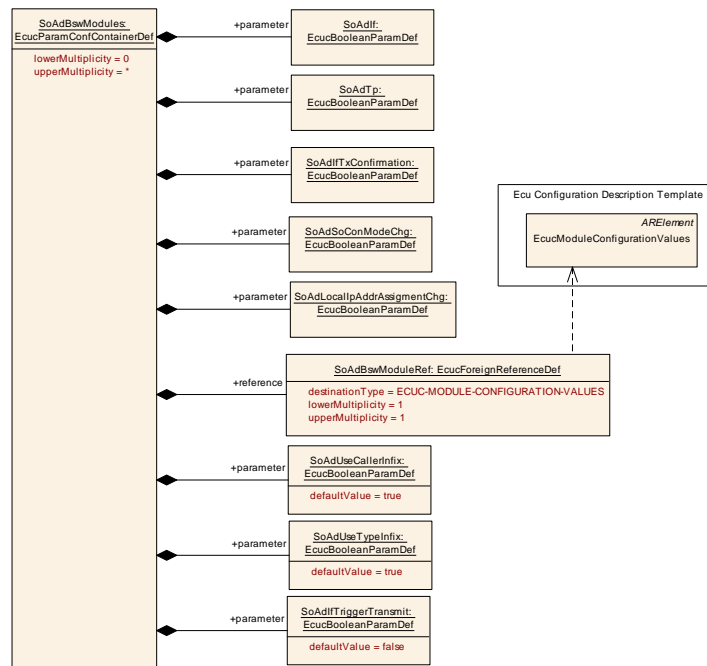 SoAdBswModules:
EcucParamConfContainerDef
lowerMultiplicity = 0
upperMultiplicity = *
+parameter
SoAdIf:
EcucBooleanParamDef
+parameter
SoAdTp:
EcucBooleanParamDef
+parameter
SoAdIfTxConfirmation:
EcucBooleanParamDef
Ecu Configuration Description Template
ARElement
EcucModuleConfigurationValues
+parameter
SoAdSoConModeChg:
EcucBooleanParamDef
+parameter
SoAdLocalIpAddrAssigmentChg:
EcucBooleanParamDef
+reference
SoAdBswModuleRef: EcucForeignReferenceDef
destinationType = ECUC-MODULE-CONFIGURATION-VALUES
lowerMultiplicity = 1
upperMultiplicity = 1
+parameter
SoAdUseCallerInfix:
EcucBooleanParamDef
defaultValue = true
+parameter
SoAdUseTypeInfix:
EcucBooleanParamDef
defaultValue = true
+parameter
SoAdIfTriggerTransmit:
EcucBooleanParamDef
defaultValue = false